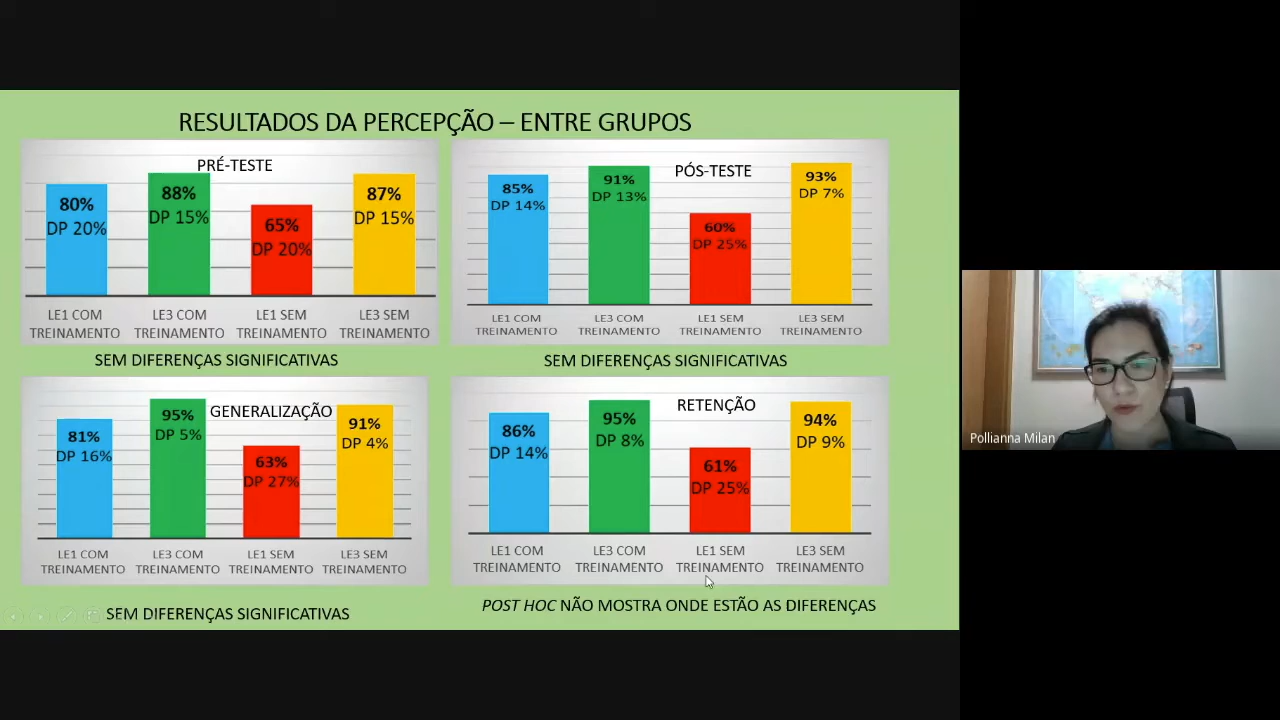 RESULTADOS DA PERCEPÇÃO – ENTRE GRUPOS
PRÉ-TESTE
80%
DP 20%
88%
DP 15%
65%
DP 20%
87%
DP 15%
LE1 COM TREINAMENTO
LE3 COM TREINAMENTO
LE1 SEM TREINAMENTO
LE3 SEM TREINAMENTO
SEM DIFERENÇAS SIGNIFICATIVAS
PÓS-TESTE
85%
DP 14%
91%
DP 13%
60%
DP 25%
93%
DP 7%
LE1 COM TREINAMENTO
LE3 COM TREINAMENTO
LE1 SEM TREINAMENTO
LE3 SEM TREINAMENTO
SEM DIFERENÇAS SIGNIFICATIVAS
GENERALIZAÇÃO
81%
DP 16%
95%
DP 5%
63%
DP 27%
91%
DP 4%
LE1 COM TREINAMENTO
LE3 COM TREINAMENTO
LE1 SEM TREINAMENTO
LE3 SEM TREINAMENTO
SEM DIFERENÇAS SIGNIFICATIVAS
RETENÇÃO
86%
DP 14%
95%
DP 8%
61%
DP 25%
94%
DP 9%
LE1 COM TREINAMENTO
LE3 COM TREINAMENTO
LE1 SEM TREINAMENTO
LE3 SEM TREINAMENTO
POST HOC NÃO MOSTRA ONDE ESTÃO AS DIFERENÇAS
Pollianna Milan